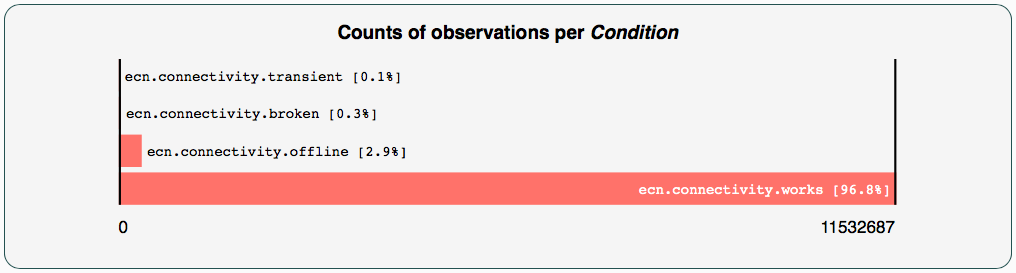 Counts of observations per Condition
ecn.connectivity.transient [0.1%]
ecn.connectivity.broken [0.3%]
ecn.connectivity.offline [2.9%]
ecn.connectivity.works [96.8%]
0 11532687